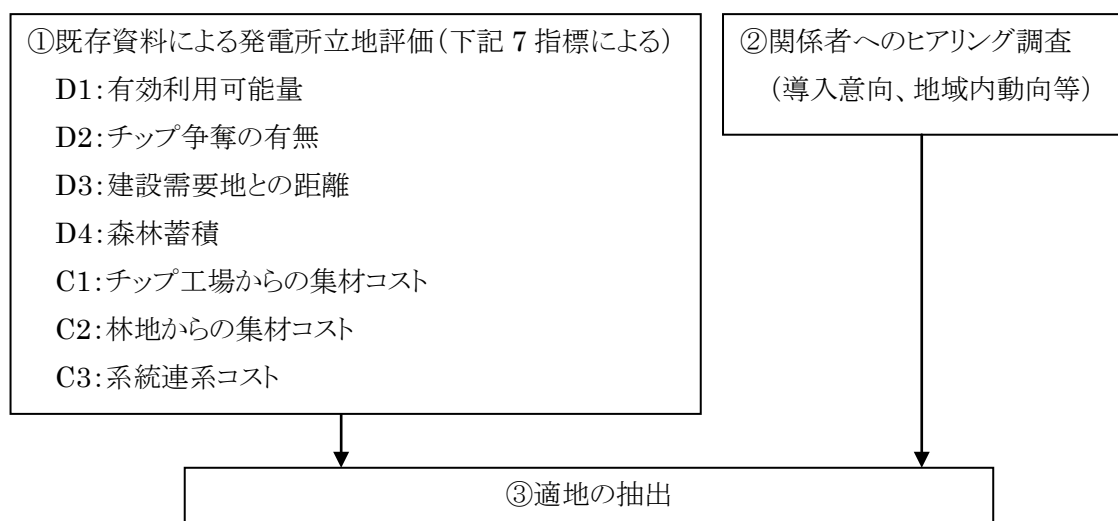 ①既存資料による発電所立地評価(下記 7 指標による)
D1:有効利用可能量
D2:チップ争奪の有無
D3:建設需要地との距離
D4:森林蓄積
C1:チップ工場からの集材コスト
C2:林地からの集材コスト
C3:系統連系コスト
②関係者へのヒアリング調査
(導入意向、地域内動向等)
③適地の抽出